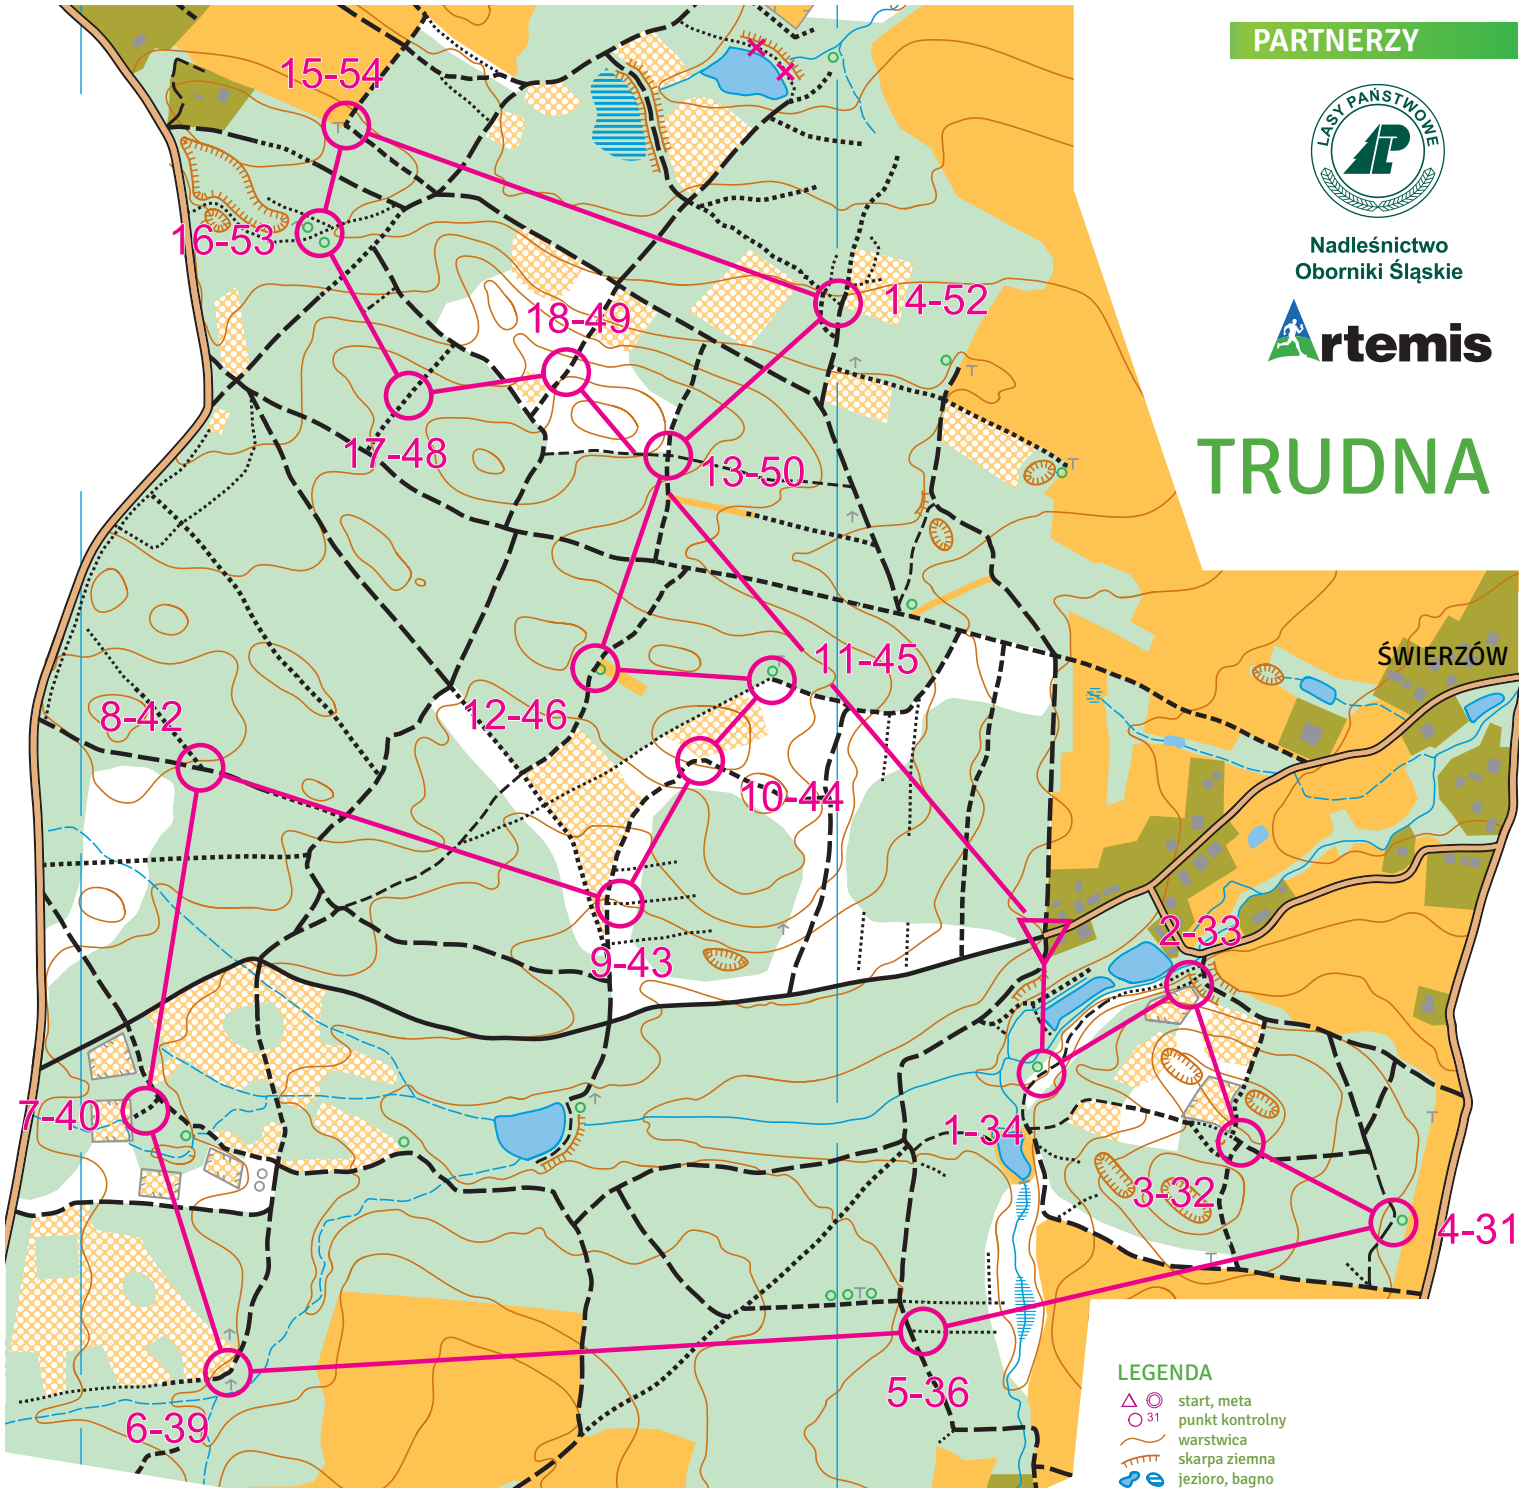 PARTNERZY
LASY PAŃSTWOWE
LP
Nadleśnictwo
Oborniki Śląskie
Artemis
TRUDNA
15-54
16-53
14-52
18-49
17-48
13-50
11-45
ŚWIERZÓW
8-42
12-46
10-44
9-43
2-33
7-40
1-34
3-32
4-31
5-36
6-39
LEGENDA
start, meta
31 punkt kontrolny
warstwica
skarpa ziemna
jezioro, bagno